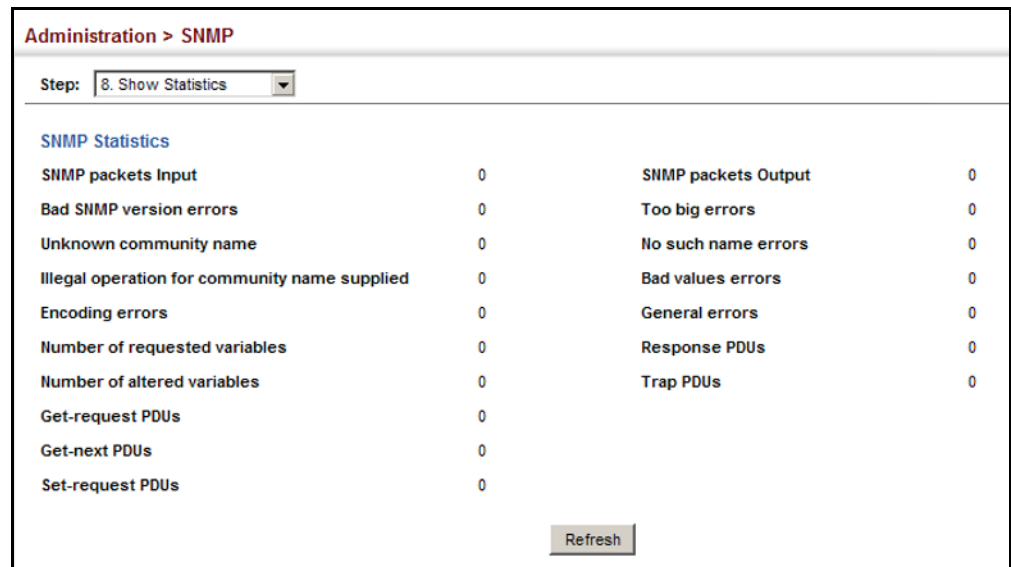 Administration > SNMP
Step: 8. Show Statistics
SNMP Statistics
SNMP packets Input 0 SNMP packets Output 0
Bad SNMP version errors 0 Too big errors 0
Unknown community name 0 No such name errors 0
Illegal operation for community name supplied 0 Bad values errors 0
Encoding errors 0 General errors 0
Number of requested variables 0 Response PDUs 0
Number of altered variables 0 Trap PDUs 0
Get-request PDUs 0
Get-next PDUs 0
Set-request PDUs 0
Refresh